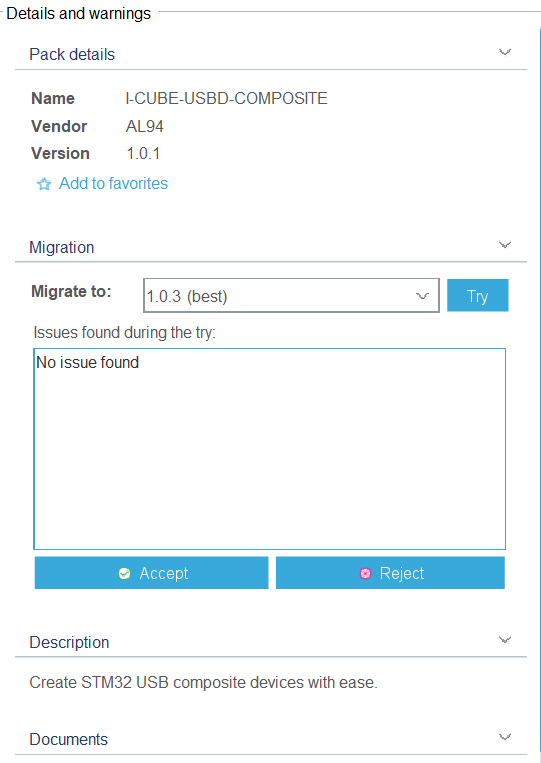 Details and warnings
Pack details
Name I-CUBE-USBD-COMPOSITE
Vendor AL94
Version 1.0.1
Add to favorites
Migration
Migrate to: 1.0.3 (best) Try
Issues found during the try:
No issue found
Accept Reject
Description
Create STM32 USB composite devices with ease.
Documents